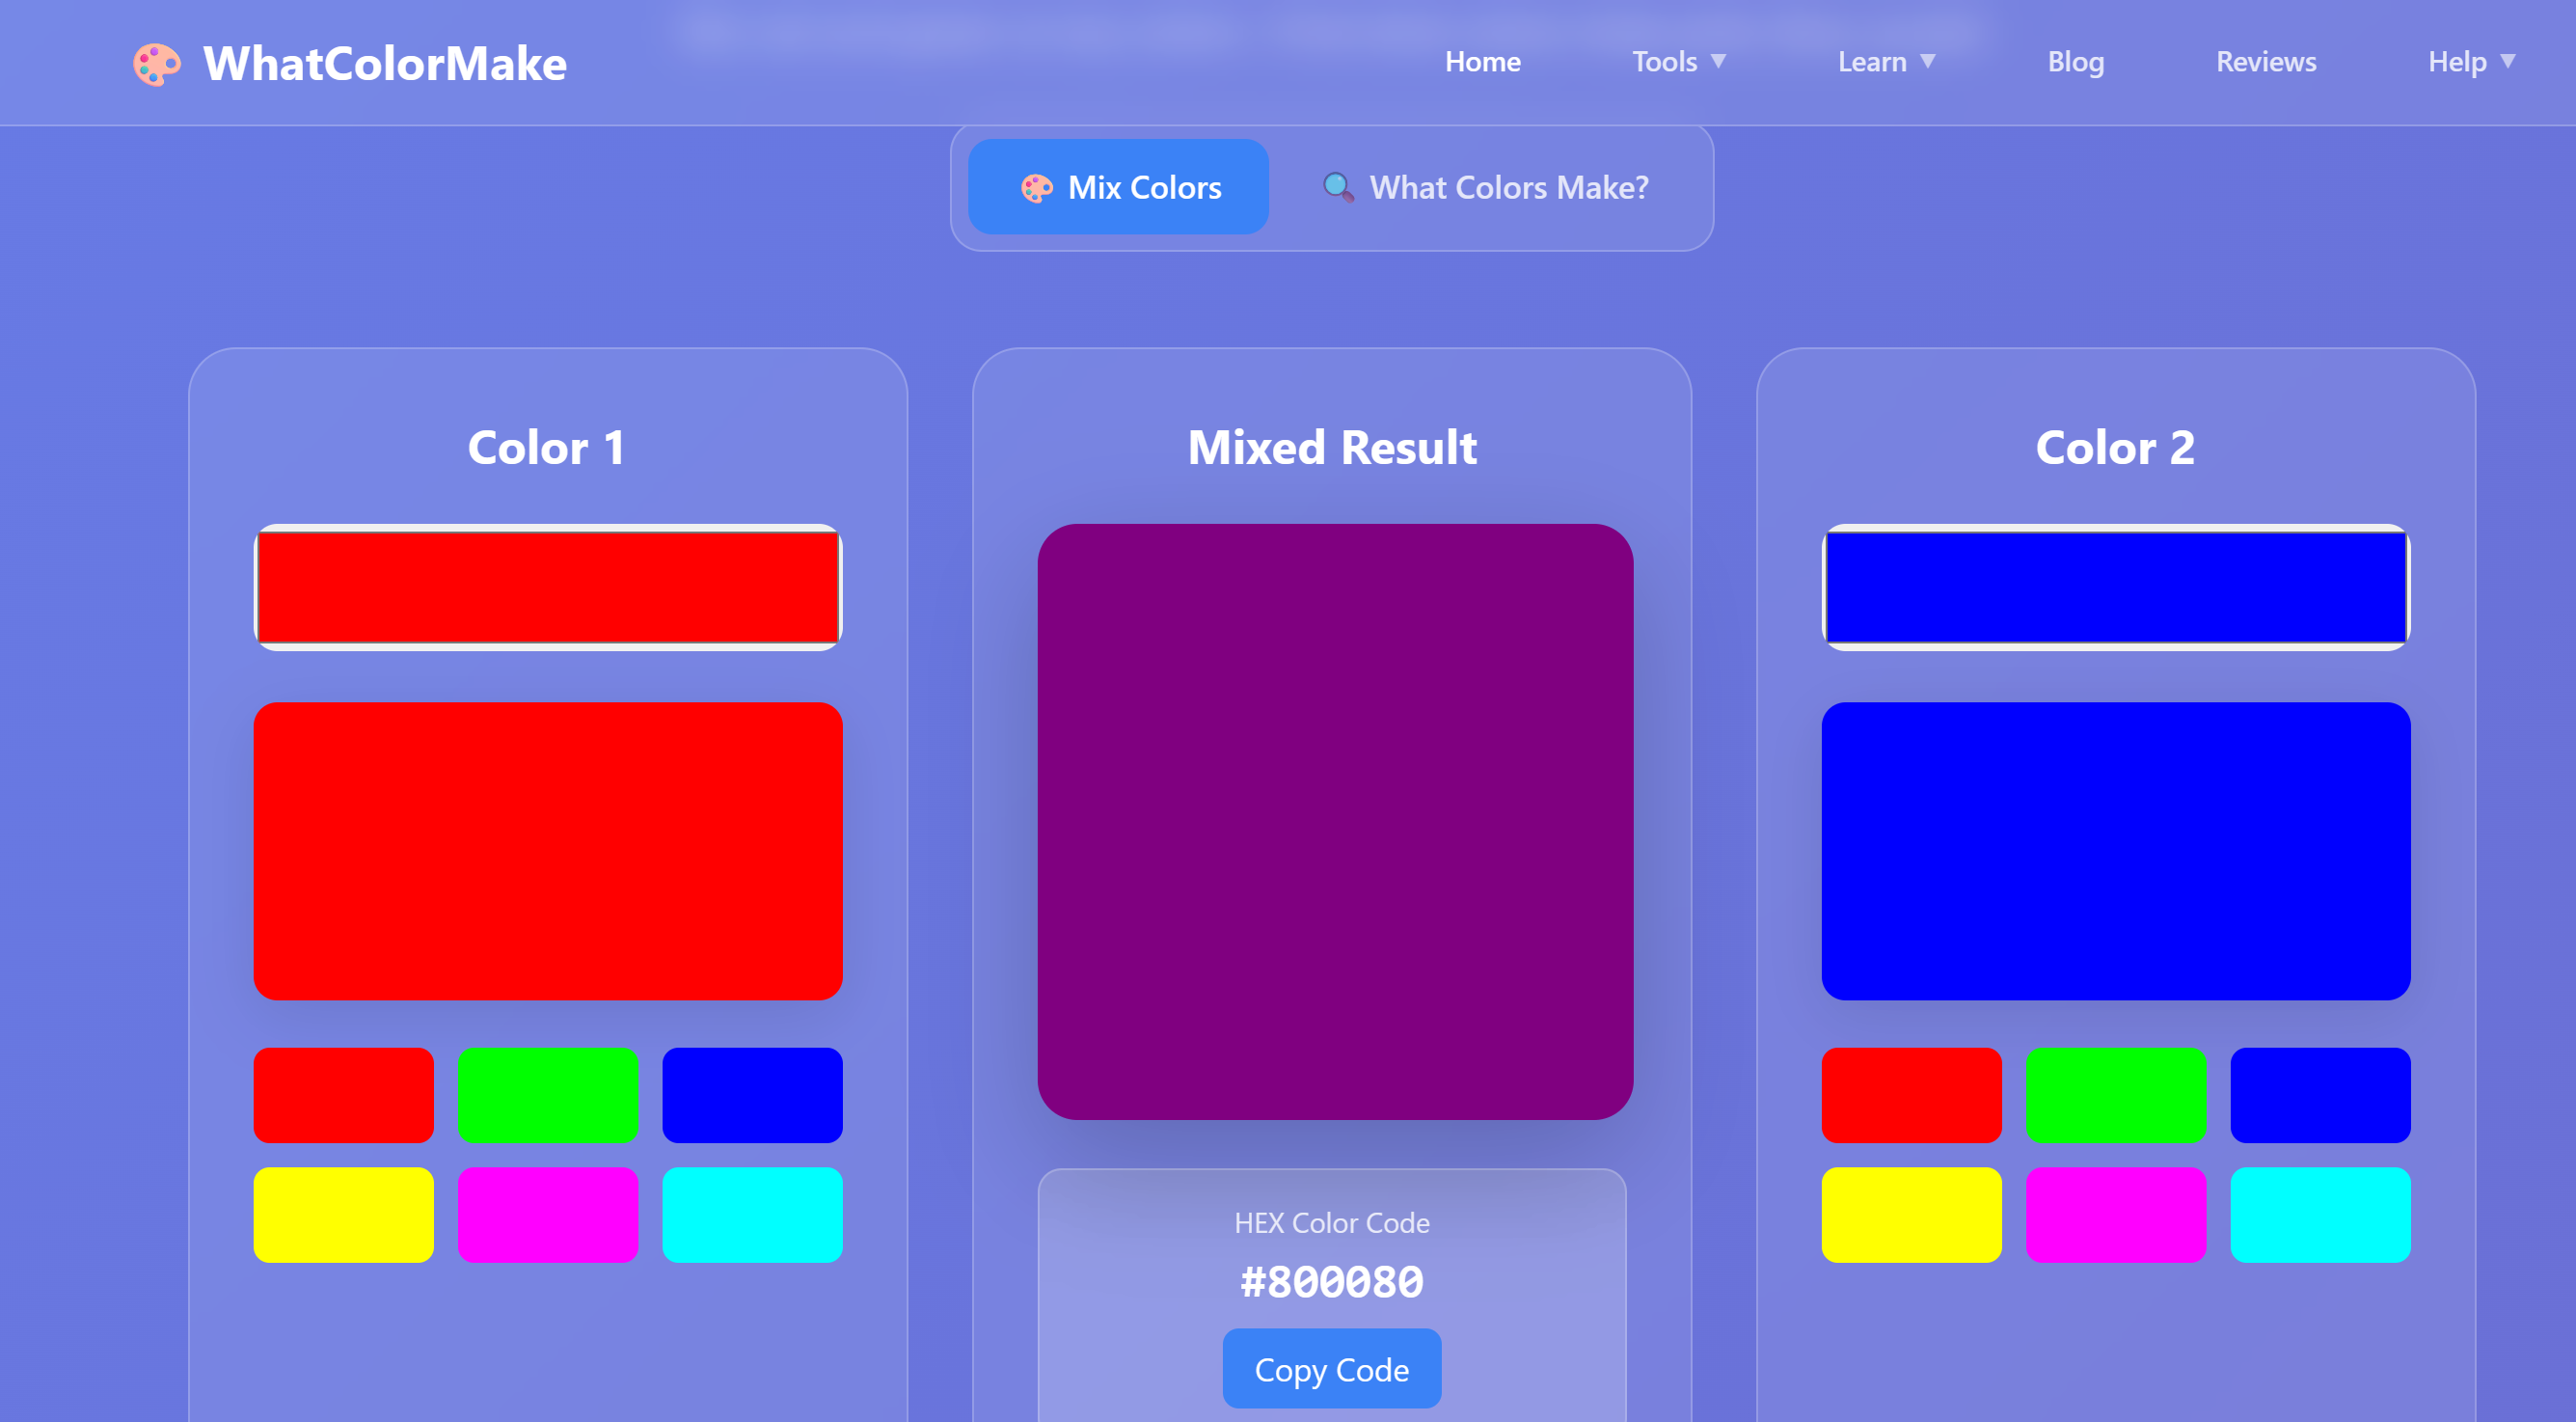 WhatColorMake
Home Tools ▼ Learn ▼ Blog Reviews Help ▼
Mix Colors
What Colors Make?
Color 1
Mixed Result
Color 2
HEX Color Code
#800080
Copy Code